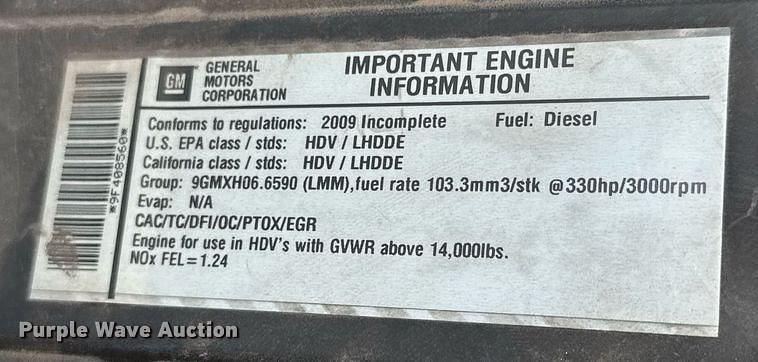 GM
GENERAL
MOTORS
CORPORATION
IMPORTANT ENGINE
INFORMATION
Conforms to regulations: 2009 Incomplete Fuel: Diesel
U.S. EPA class / stds: HDV / LHDDE
California class / stds: HDV / LHDDE
Group: 9GMXH06.6590 (LMM),fuel rate 103.3mm3/stk @330hp/3000rpm
Evap: N/A
CAC/TC/DFI/OC/PTOX/EGR
Engine for use in HDV's with GVWR above 14,000lbs.
NOx FEL=1.24
*9F408560*
Purple Wave Auction